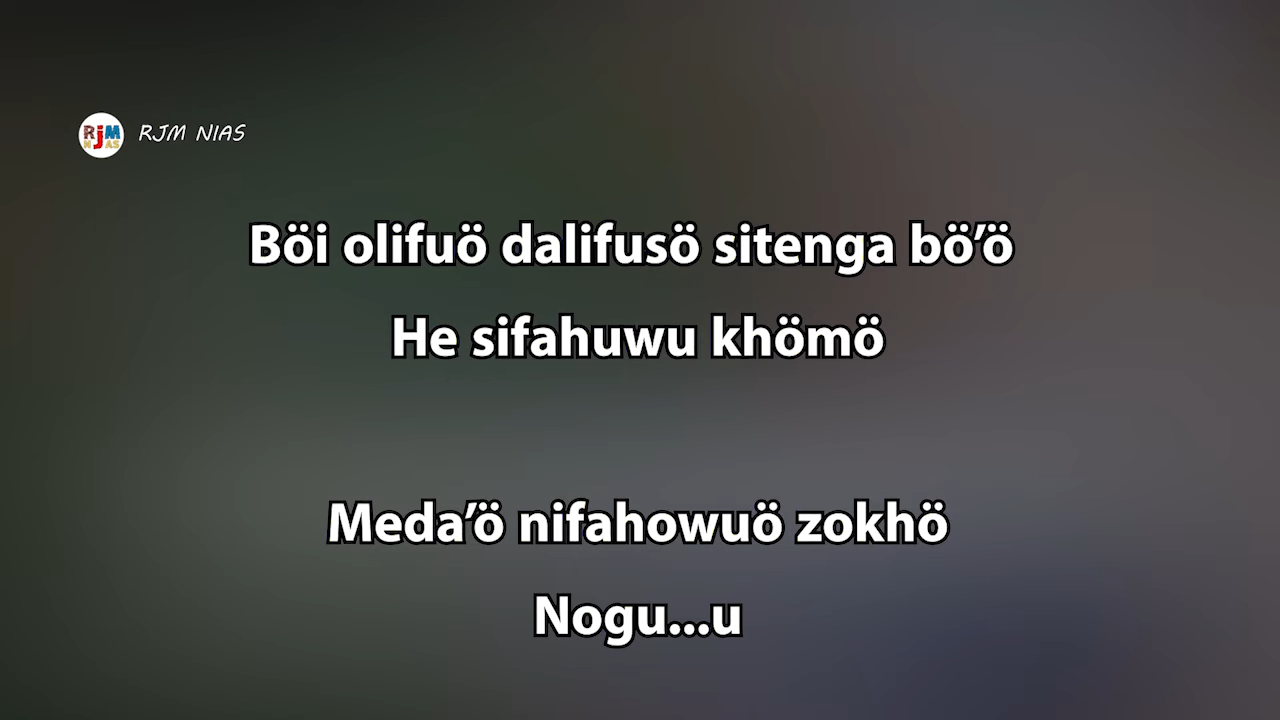 RJM NIAS
RJM NIAS
Böi olifuö dalifusö sitenga bö’ö
He sifahuwu khömö
Meda’ö nifahowuö zokhö
Nogu...u